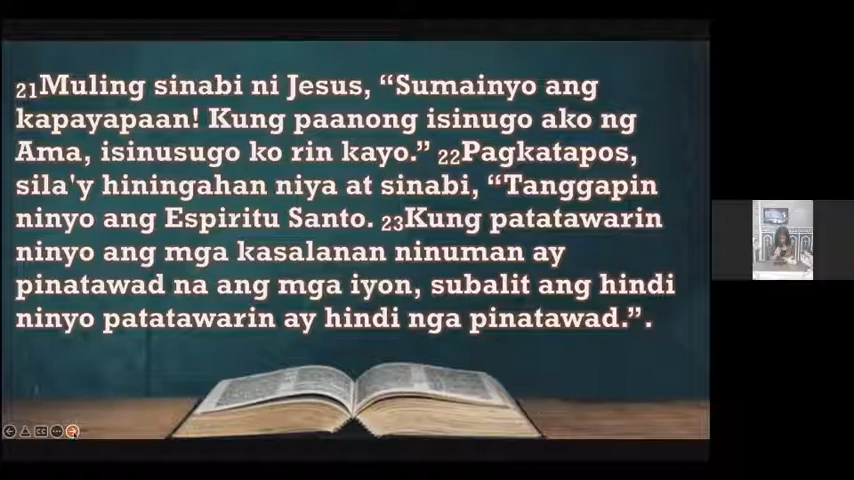 21Muling sinabi ni Jesus, “Sumainyo ang
kapayapaan! Kung paanong isinugo ako ng
Ama, isinusugo ko rin kayo.” 22Pagkatapos,
sila'y hiningahan niya at sinabi, “Tanggapin
ninyo ang Espiritu Santo. 23Kung patatawarin
ninyo ang mga kasalanan ninuman ay
pinatawad na ang mga iyon, subalit ang hindi
ninyo patatawarin ay hindi nga pinatawad.”.